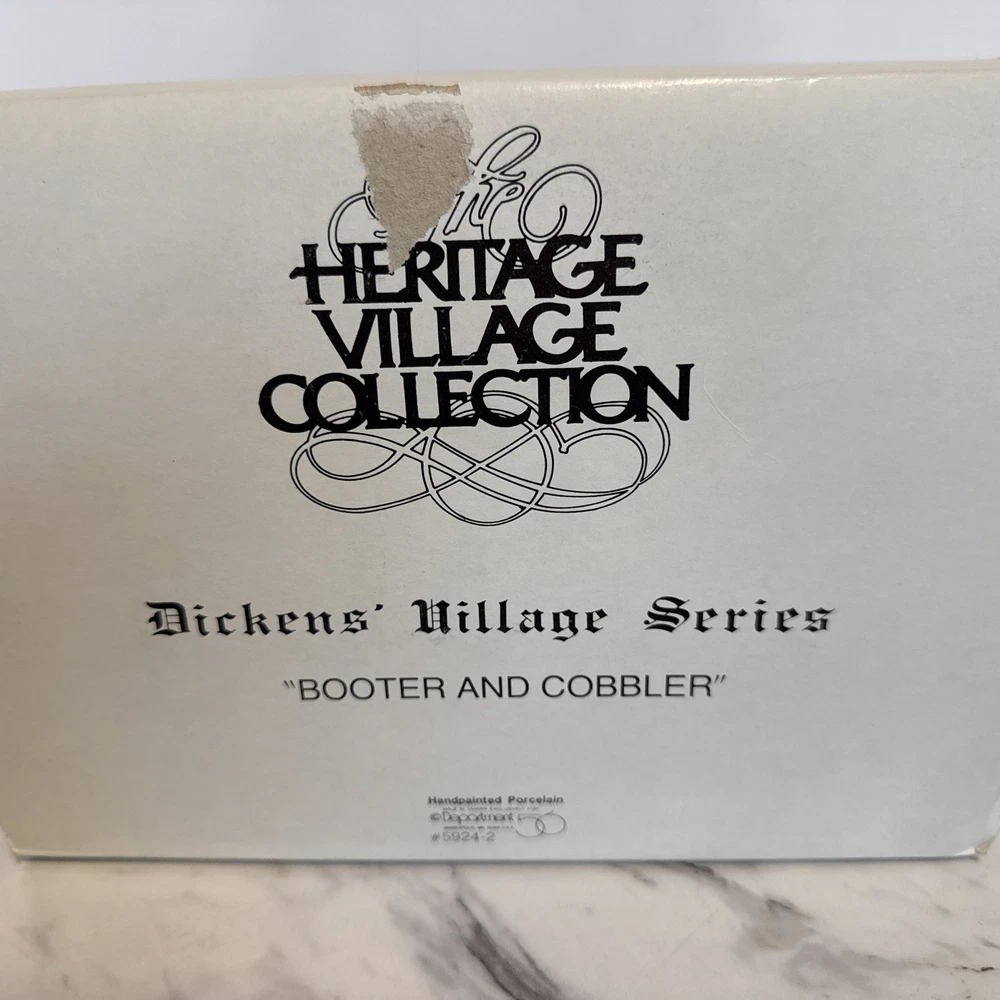 The
HERITAGE
VILLAGE
COLLECTION
Dickens' Village Series
"BOOTER AND COBBLER"
Handpainted Porcelain
© Department 56
#5924-2